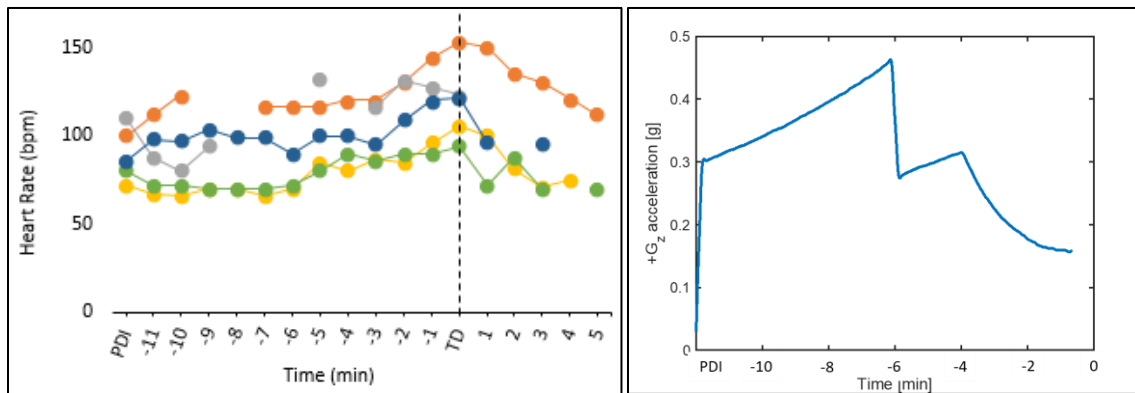 150
100
50
0
Heart Rate (bpm)
PDI -11 -10 -9 -8 -7 -6 -5 -4 -3 -2 -1 TD 1 2 3 4 5
Time (min)
0.5
0.4
0.3
0.2
0.1
0
+Gz acceleration [g]
PDI -10 -8 -6 -4 -2 0
Time [min]